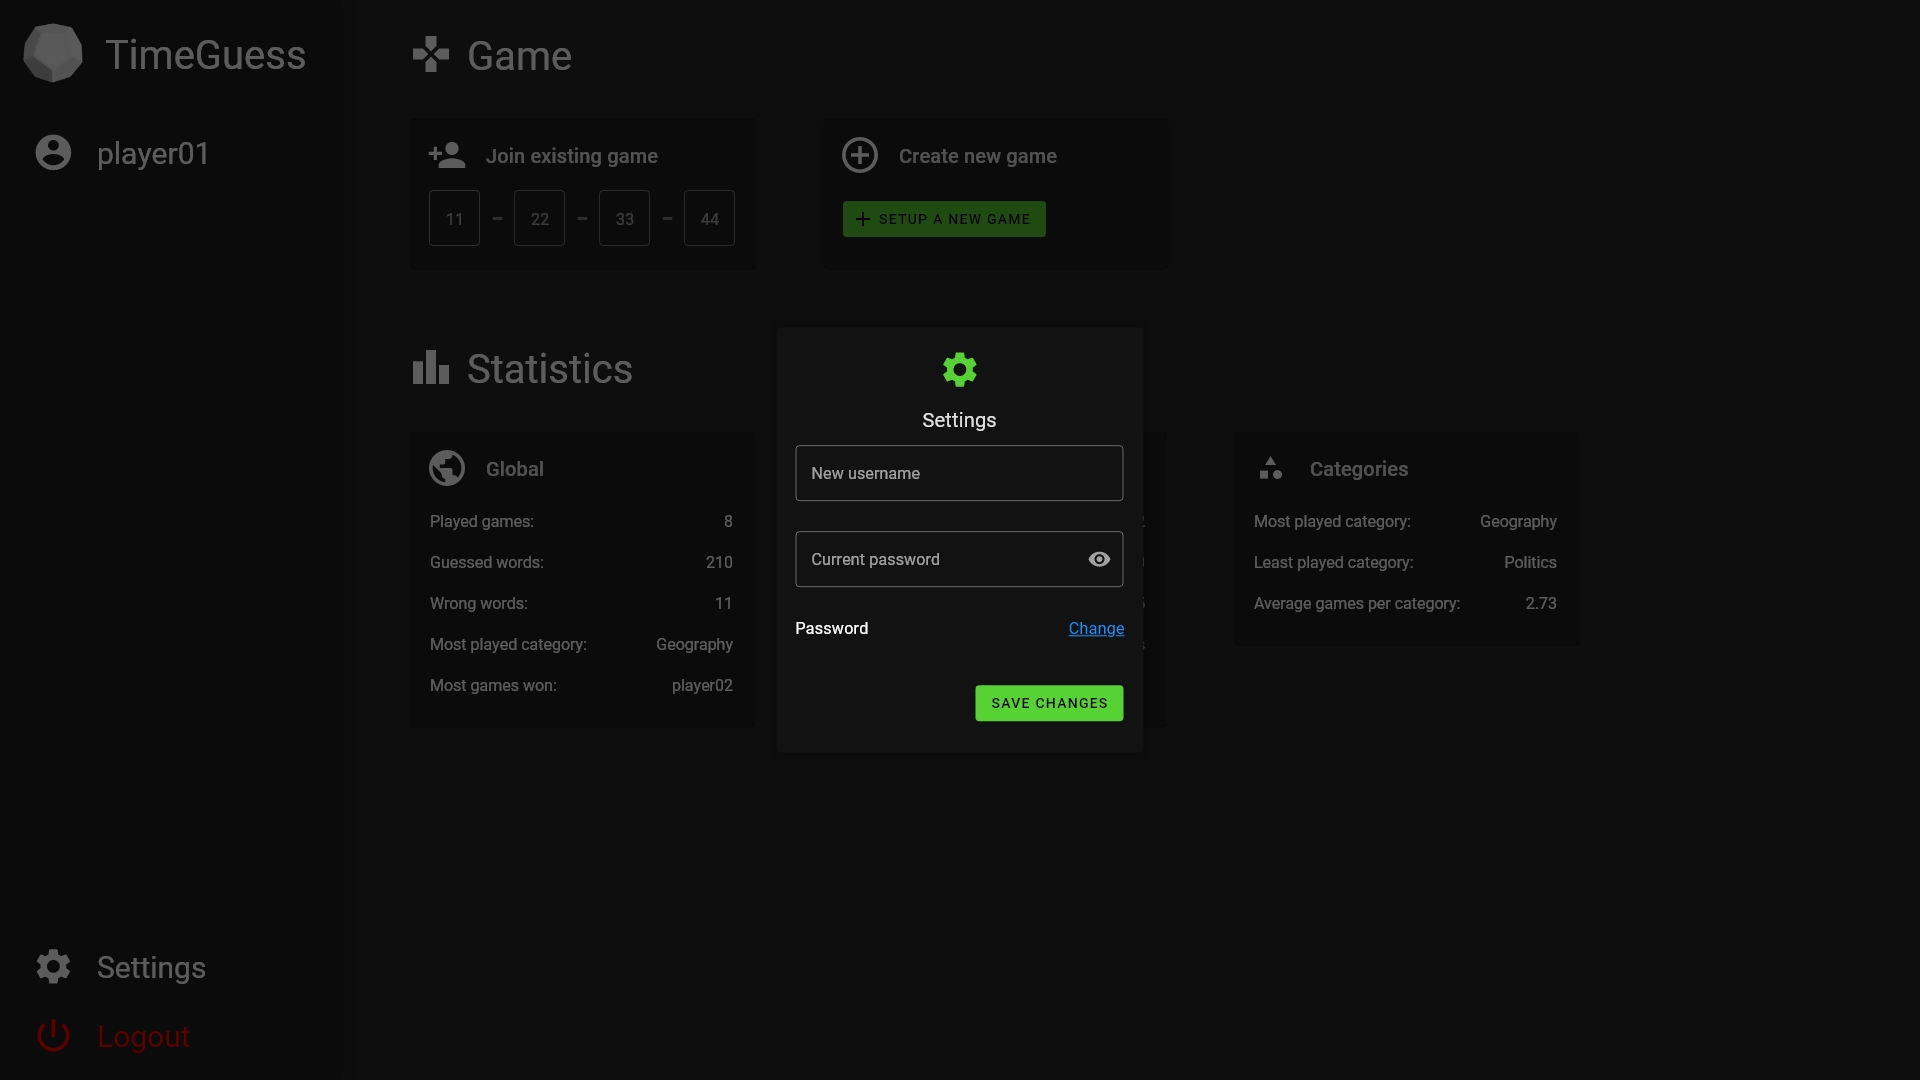 TimeGuess
player01
Settings
Logout
Game
Join existing game
11 - 22 - 33 - 44
Create new game
SETUP A NEW GAME
Statistics
Global
Played games: 8
Guessed words: 210
Wrong words: 11
Most played category: Geography
Most games won: player02
Settings
New username
Current password
Password Change
SAVE CHANGES
Categories
Most played category: Geography
Least played category: Politics
Average games per category: 2.73